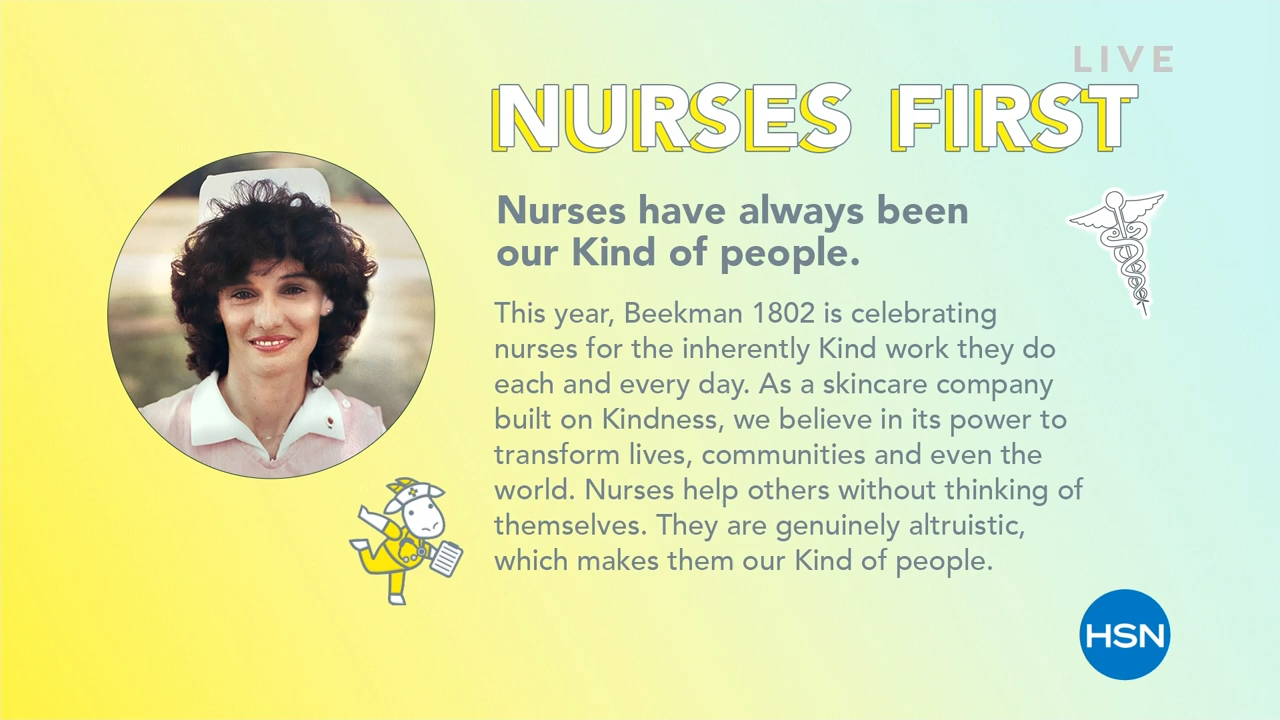 LIVE
NURSES FIRST
Nurses have always been
our Kind of people.
This year, Beekman 1802 is celebrating
nurses for the inherently Kind work they do
each and every day. As a skincare company
built on Kindness, we believe in its power to
transform lives, communities and even the
world. Nurses help others without thinking of
themselves. They are genuinely altruistic,
which makes them our Kind of people.
HSN